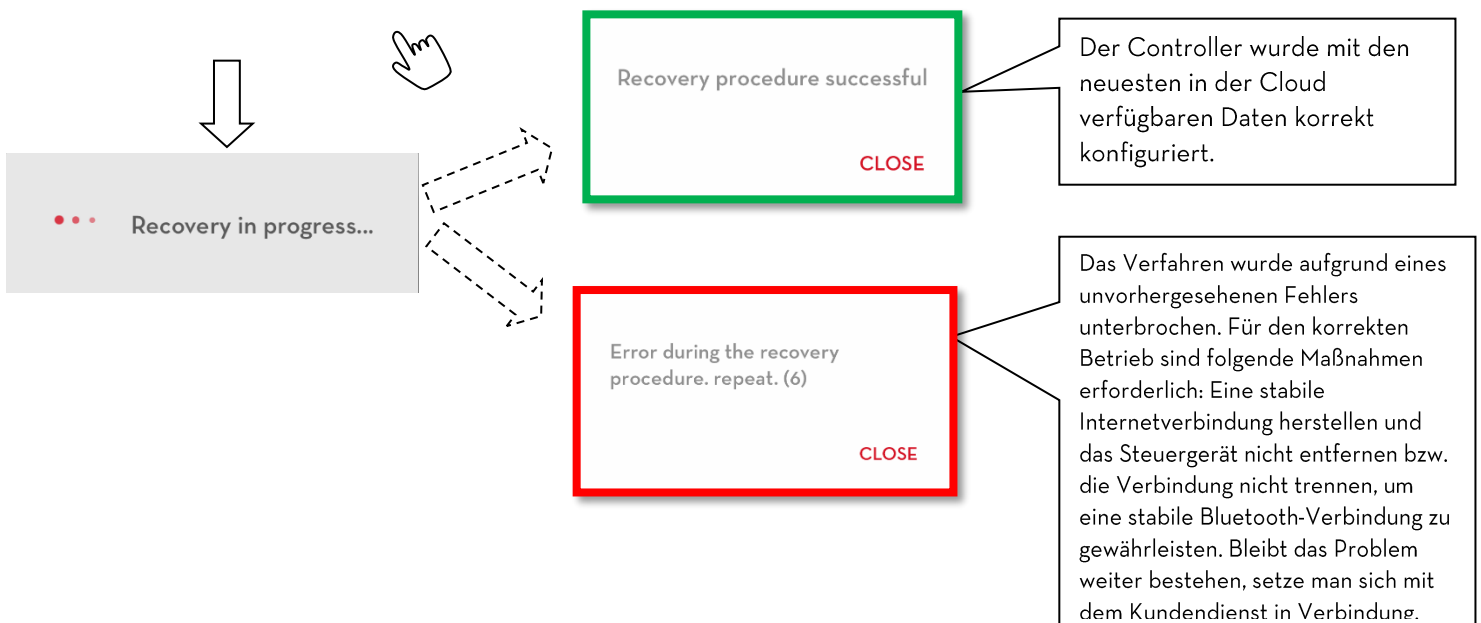 Recovery in progress...
Recovery procedure successful
CLOSE
Der Controller wurde mit den
neuesten in der Cloud
verfügbaren Daten korrekt
konfiguriert.
Error during the recovery
procedure. repeat. (6)
CLOSE
Das Verfahren wurde aufgrund eines
unvorhergesehenen Fehlers
unterbrochen. Für den korrekten
Betrieb sind folgende Maßnahmen
erforderlich: Eine stabile
Internetverbindung herstellen und
das Steuergerät nicht entfernen bzw.
die Verbindung nicht trennen, um
eine stabile Bluetooth-Verbindung zu
gewährleisten. Bleibt das Problem
weiter bestehen, setze man sich mit
dem Kundendienst in Verbindung.